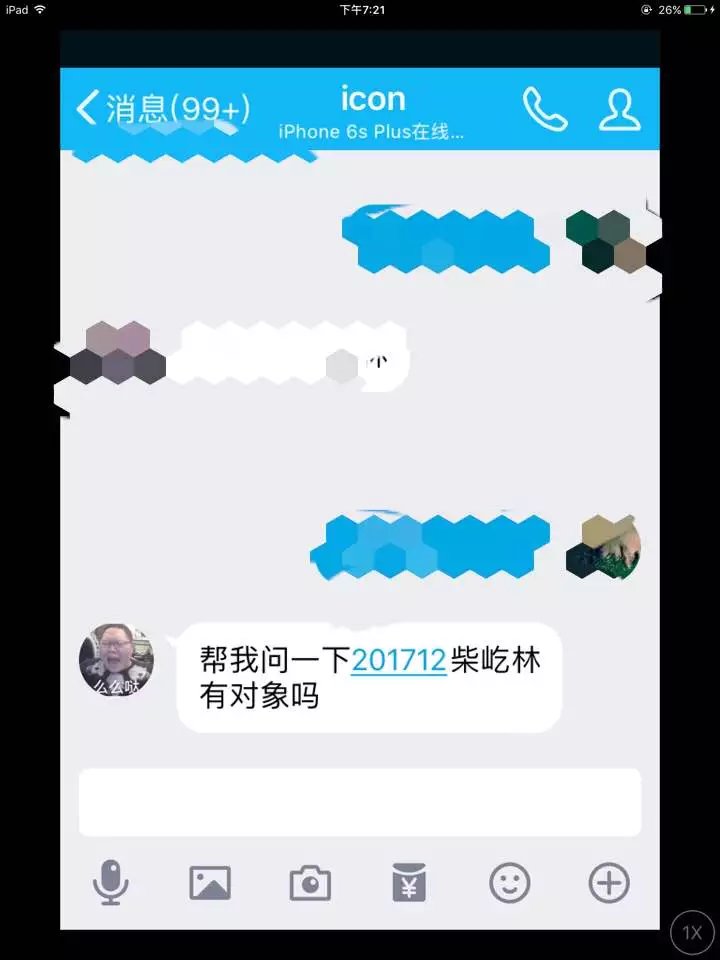 iPad 下午7:21 26%
消息(99+) icon
iPhone 6s Plus在线...
个
帮我问一下201712柴屹林
有对象吗
么么哒
¥
1X